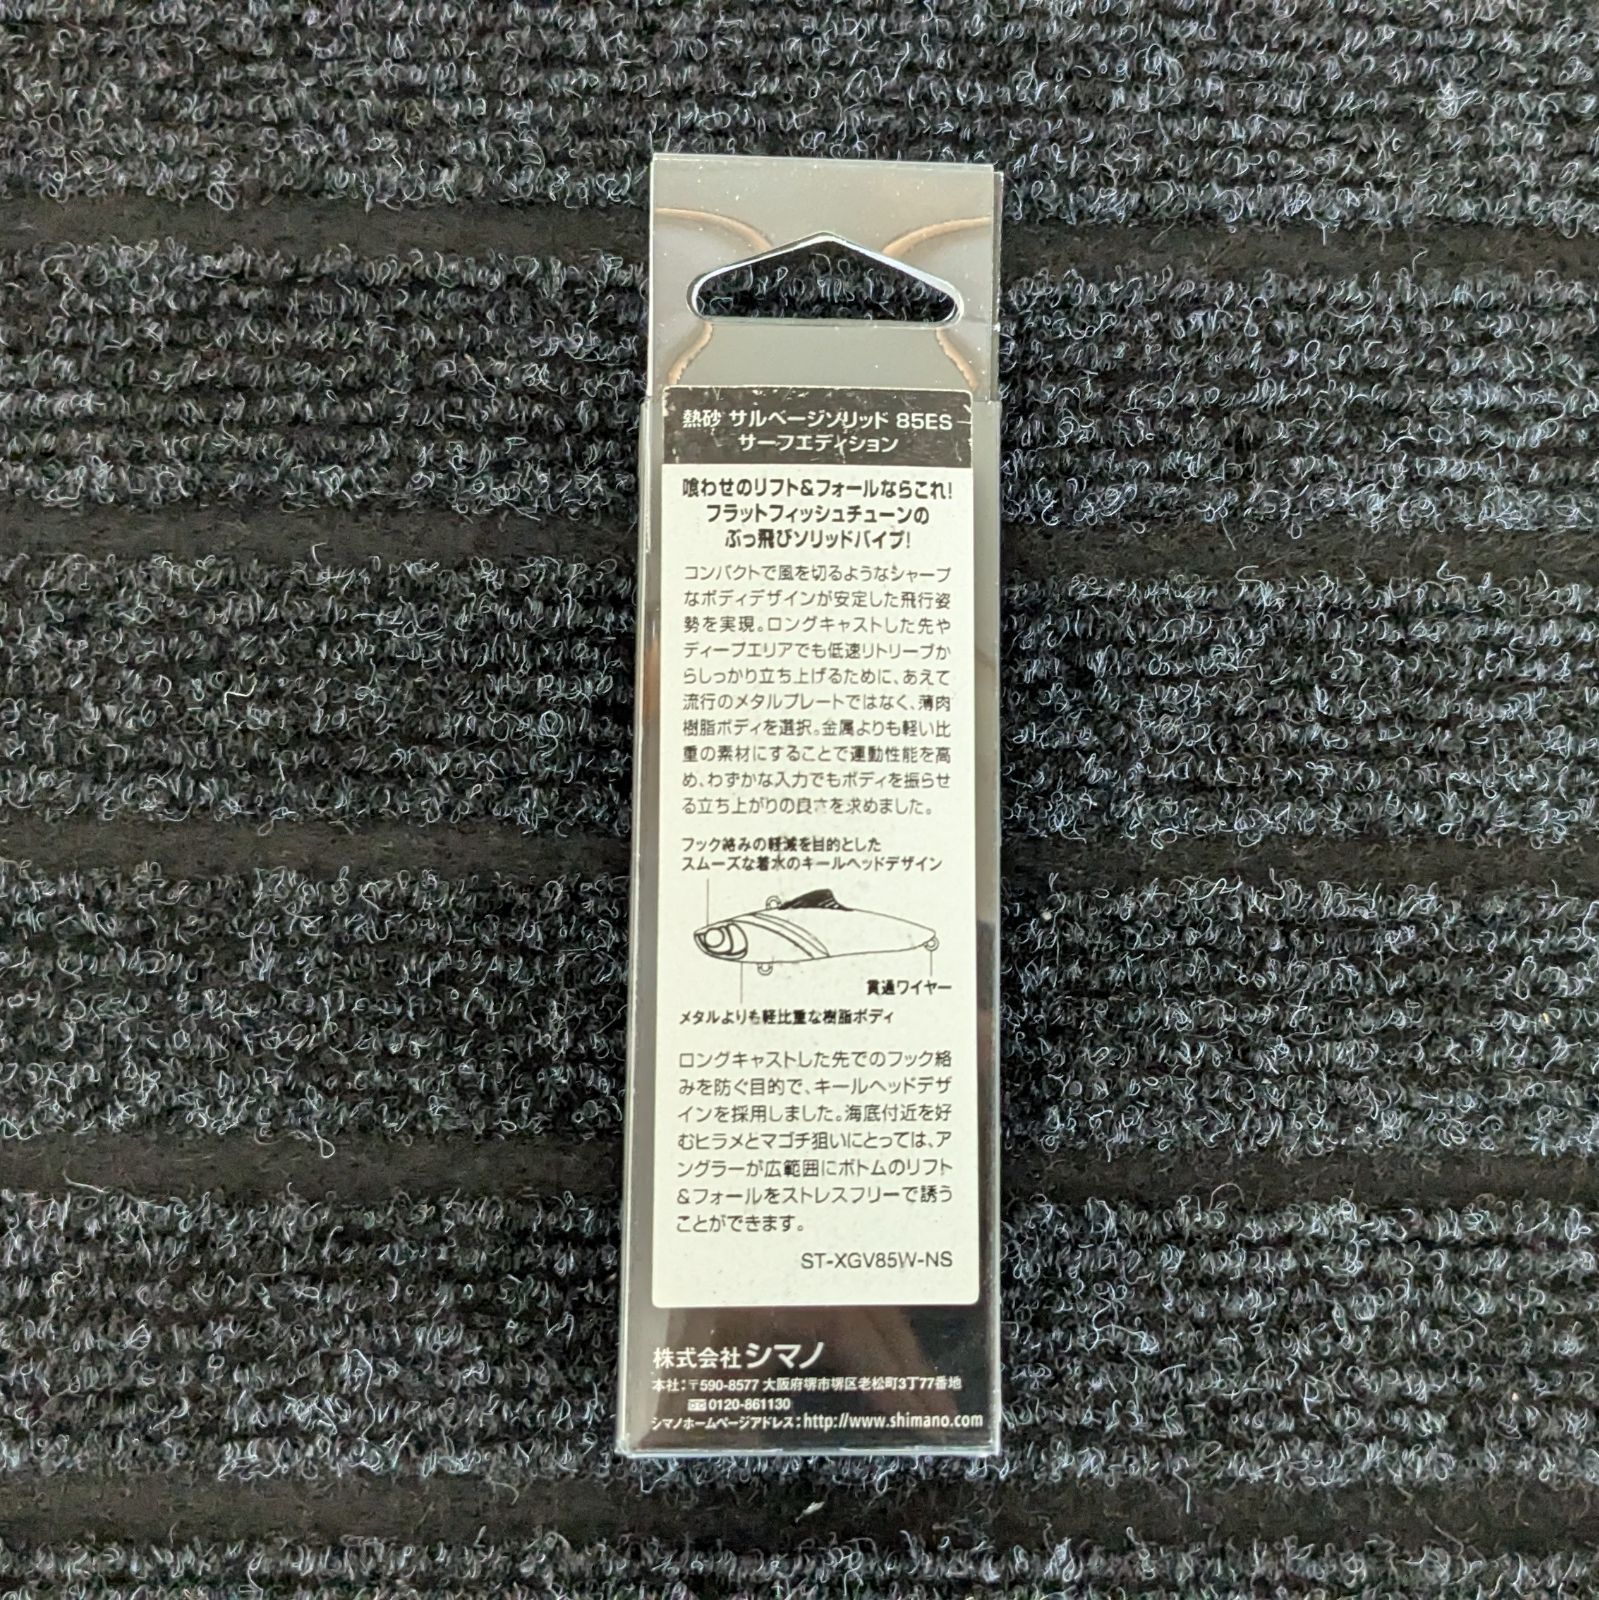 熱砂 サルベージソリッド 85ES
サーフエディション
喰わせのリフト&フォールならこれ!
フラットフィッシュチューンの
ぶっ飛びソリッドバイブ!
コンパクトで風を切るようなシャープ
なボディデザインが安定した飛行姿
勢を実現。ロングキャストした先や
ディープエリアでも低速リトリーブか
らしっかり立ち上げるために、あえて
流行のメタルプレートではなく、薄肉
樹脂ボディを選択。金属よりも軽い比
重の素材にすることで運動性能を高
め、わずかな入力でもボディを振らせ
る立ち上がりの良さを求めました。
フック絡みの軽減を目的とした
スムーズな着水のキールヘッドデザイン
貫通ワイヤー
メタルよりも軽比重な樹脂ボディ
ロングキャストした先でのフック絡
みを防ぐ目的で、キールヘッドデザ
インを採用しました。海底付近を好
むヒラメとマゴチ狙いにとっては、ア
ングラーが広範囲にボトムのリフト
&フォールをストレスフリーで誘う
ことができます。
ST-XGV85W-NS
株式会社シマノ
本社:〒590-8577 大阪府堺市堺区老松町3丁77番地
0120-861130
シマノホームページアドレス:http://www.shimano.com